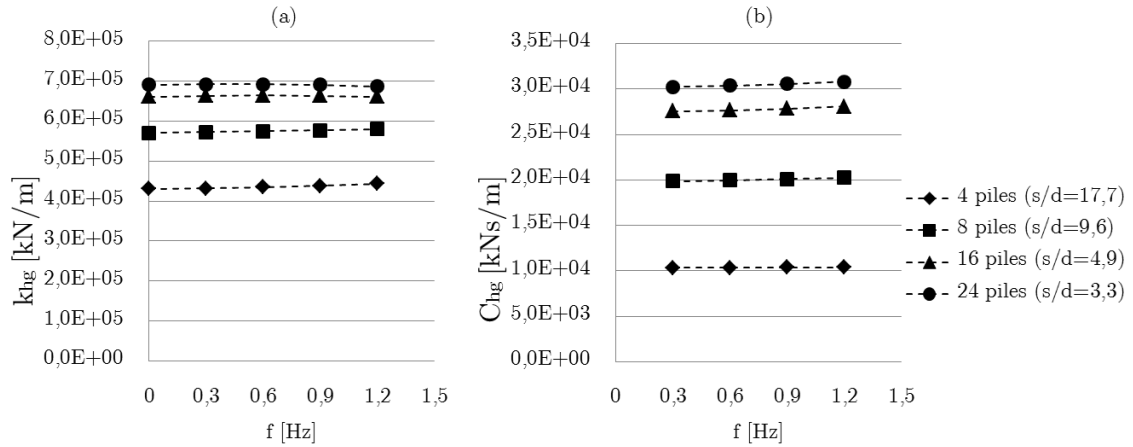 (a)
k_hg [kN/m]
8,0E+05
7,0E+05
6,0E+05
5,0E+05
4,0E+05
3,0E+05
2,0E+05
1,0E+05
0,0E+00
0 0,3 0,6 0,9 1,2 1,5
f [Hz]
(b)
C_hg [kNs/m]
3,5E+04
3,0E+04
2,5E+04
2,0E+04
1,5E+04
1,0E+04
5,0E+03
0,0E+00
0 0,3 0,6 0,9 1,2 1,5
f [Hz]
4 piles (s/d=17,7)
8 piles (s/d=9,6)
16 piles (s/d=4,9)
24 piles (s/d=3,3)